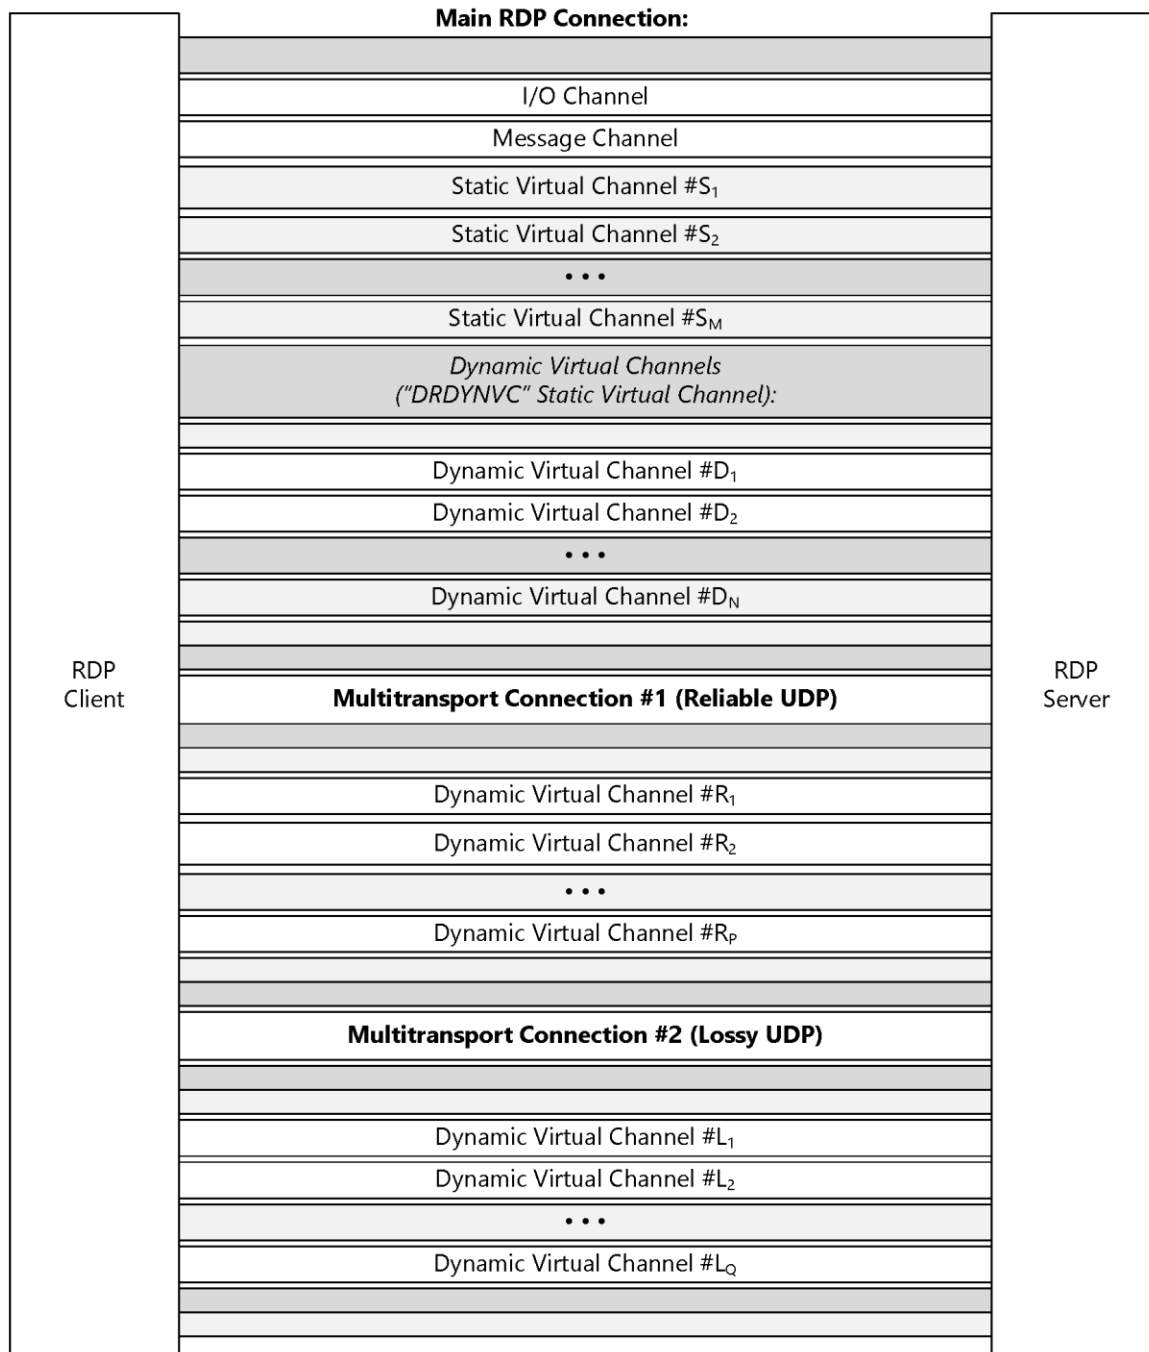 Main RDP Connection:
I/O Channel
Message Channel
Static Virtual Channel #S₁
Static Virtual Channel #S₂
• • •
Static Virtual Channel #Sₘ
Dynamic Virtual Channels
("DRDYNVC" Static Virtual Channel):
Dynamic Virtual Channel #D₁
Dynamic Virtual Channel #D₂
• • •
Dynamic Virtual Channel #D_N
RDP
Client
RDP
Server
Multitransport Connection #1 (Reliable UDP)
Dynamic Virtual Channel #R₁
Dynamic Virtual Channel #R₂
• • •
Dynamic Virtual Channel #R_P
Multitransport Connection #2 (Lossy UDP)
Dynamic Virtual Channel #L₁
Dynamic Virtual Channel #L₂
• • •
Dynamic Virtual Channel #L_Q